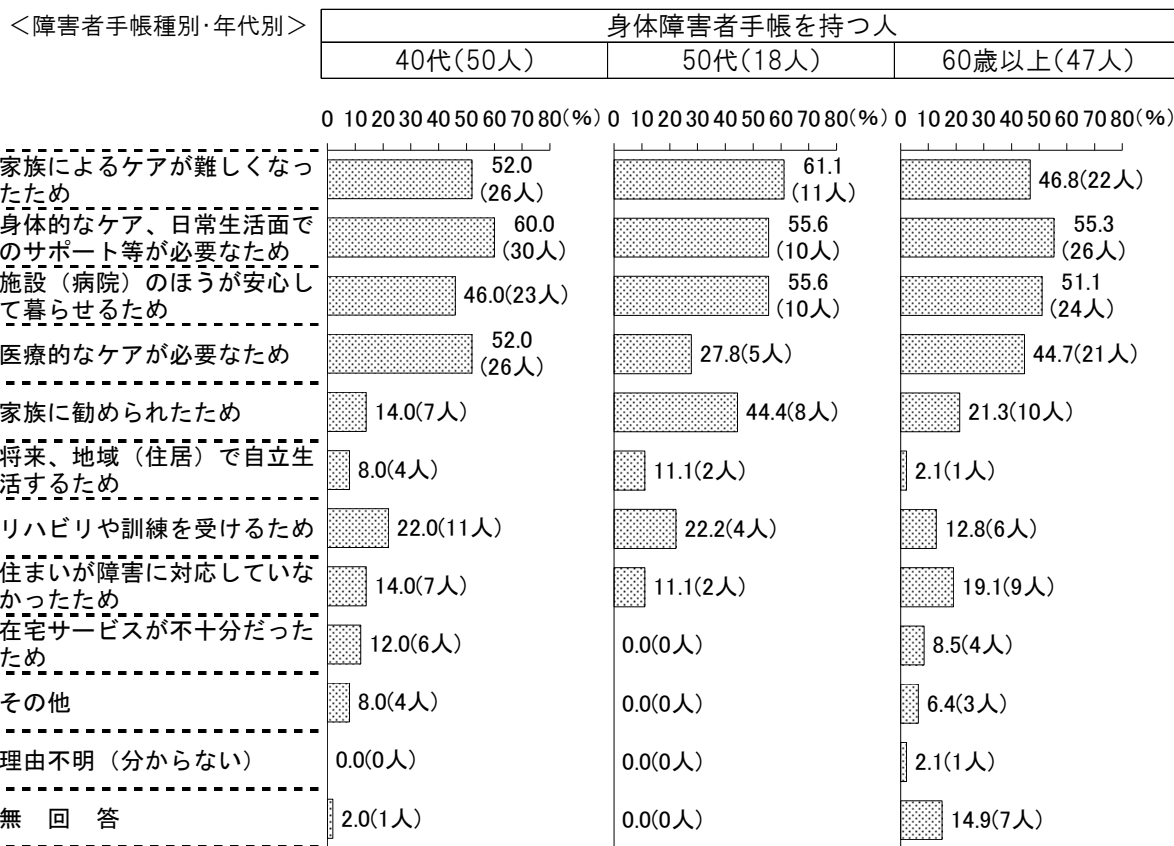 ＜障害者手帳種別・年代別＞
身体障害者手帳を持つ人
40代(50人) 50代(18人) 60歳以上(47人)
0 10 20 30 40 50 60 70 80(%) 0 10 20 30 40 50 60 70 80(%) 0 10 20 30 40 50 60 70 80(%)
家族によるケアが難しくなっ
たため
52.0
(26人)
61.1
(11人)
46.8(22人)
身体的なケア、日常生活面で
のサポート等が必要なため
60.0
(30人)
55.6
(10人)
55.3
(26人)
施設（病院）のほうが安心し
て暮らせるため
46.0(23人)
55.6
(10人)
51.1
(24人)
医療的なケアが必要なため
52.0
(26人)
27.8(5人)
44.7(21人)
家族に勧められたため
14.0(7人)
44.4(8人)
21.3(10人)
将来、地域（住居）で自立生
活するため
8.0(4人)
11.1(2人)
2.1(1人)
リハビリや訓練を受けるため
22.0(11人)
22.2(4人)
12.8(6人)
住まいが障害に対応していな
かったため
14.0(7人)
11.1(2人)
19.1(9人)
在宅サービスが不十分だった
ため
12.0(6人)
0.0(0人)
8.5(4人)
その他
8.0(4人)
0.0(0人)
6.4(3人)
理由不明（分からない）
0.0(0人)
0.0(0人)
2.1(1人)
無　回　答
2.0(1人)
0.0(0人)
14.9(7人)